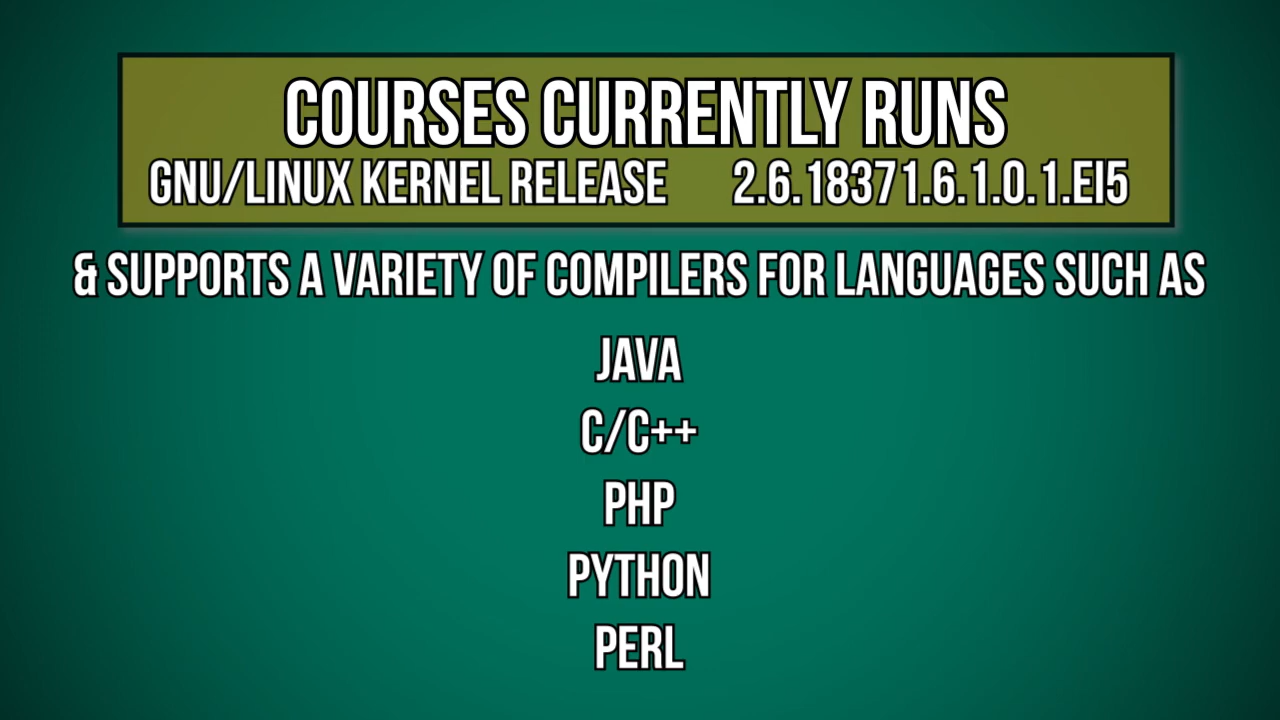 COURSES CURRENTLY RUNS
GNU/LINUX KERNEL RELEASE 2.6.18371.6.1.0.1.EI5
& SUPPORTS A VARIETY OF COMPILERS FOR LANGUAGES SUCH AS
JAVA
C/C++
PHP
PYTHON
PERL